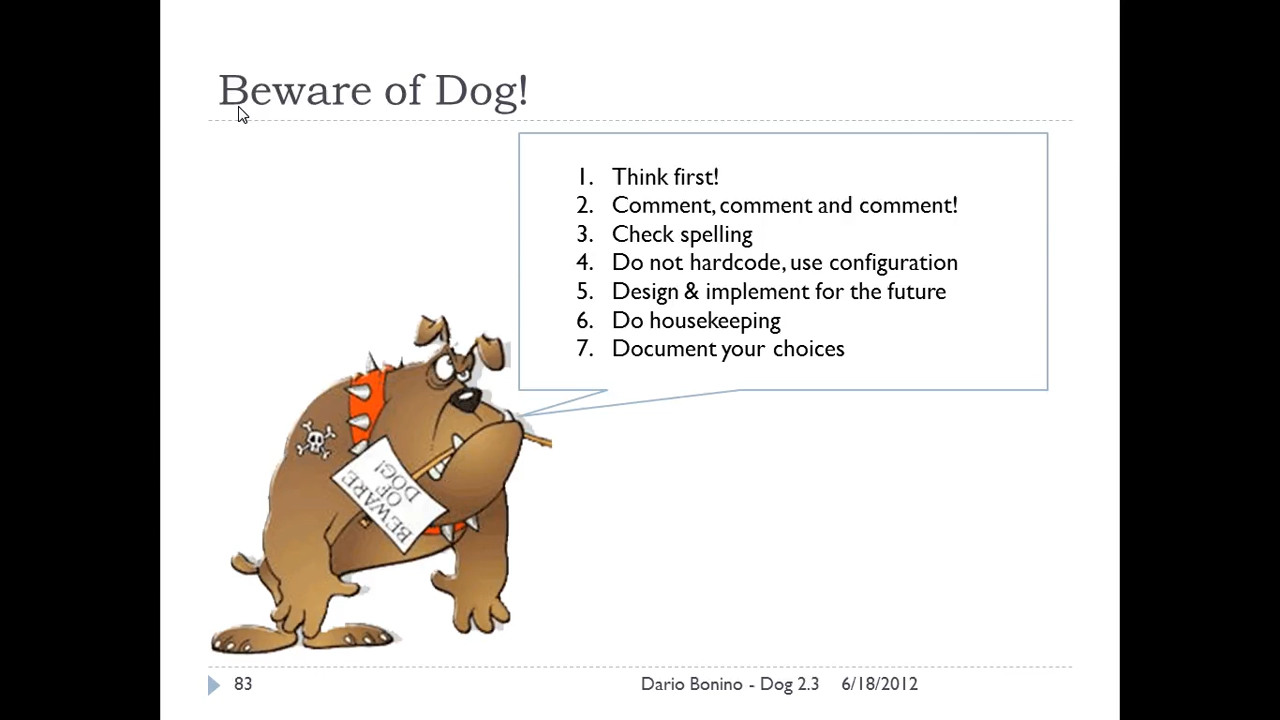 Beware of Dog!
1. Think first!
2. Comment, comment and comment!
3. Check spelling
4. Do not hardcode, use configuration
5. Design & implement for the future
6. Do housekeeping
7. Document your choices
BEWARE
OF
DOG!
83
Dario Bonino - Dog 2.3 6/18/2012